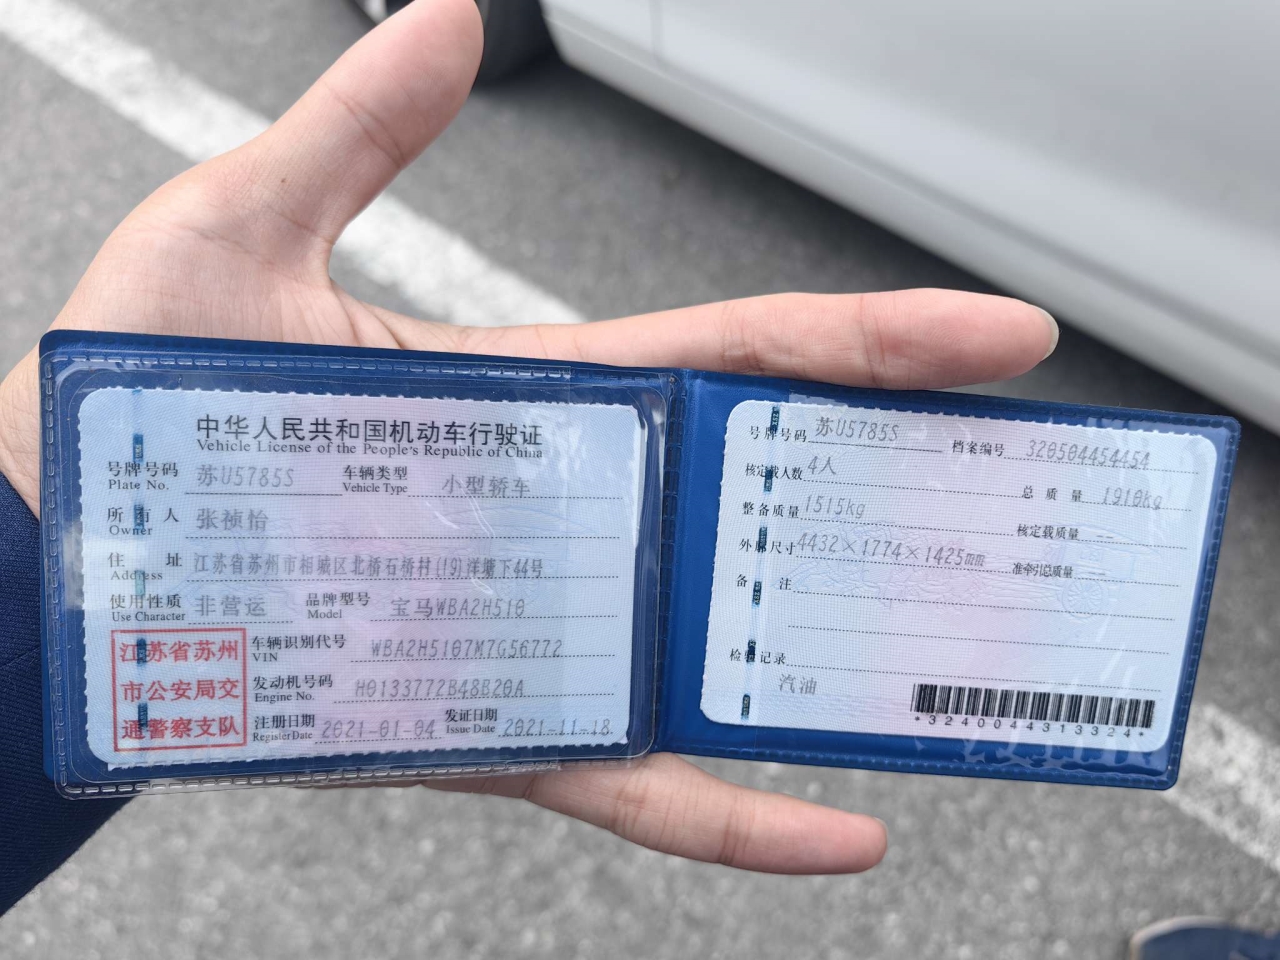 中华人民共和国机动车行驶证
Vehicle License of the People's Republic of China
号牌号码 苏U5785S 车辆类型 小型轿车
Plate No. Vehicle Type
所有人 张祯怡
Owner
住址 江苏省苏州市相城区北桥石桥村(19)洋塘下44号
Address
使用性质 非营运 品牌型号 宝马WBA2H510
Use Character Model
江苏省苏州
市公安局交
通警察支队
车辆识别代号 WBA2H5107M7G56772
VIN
发动机号码 H0133772B48B20A
Engine No.
注册日期 2021-01-04 发证日期 2021-11-18
Register Date Issue Date
号牌号码 苏U5785S 档案编号 320504454454
核定载人数 4人 总质量 1910kg
整备质量 1515kg 核定载质量 --
外廓尺寸 4432×1774×1425mm 准牵引总质量 --
备注
检验记录
汽油
*3240044313324*